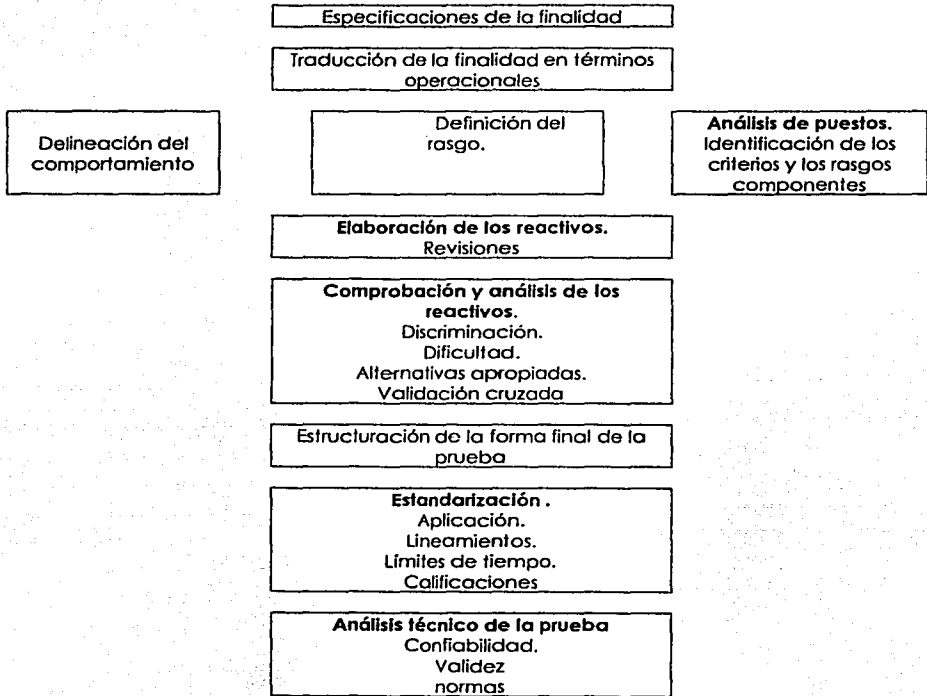 Especificaciones de la finalidad
Traducción de la finalidad en términos
operacionales
Delineación del
comportamiento
Definición del
rasgo.
Análisis de puestos.
Identificación de los
criterios y los rasgos
componentes
Elaboración de los reactivos.
Revisiones
Comprobación y análisis de los
reactivos.
Discriminación.
Dificultad.
Alternativas apropiadas.
Validación cruzada
Estructuración de la forma final de la
prueba
Estandarización .
Aplicación.
Lineamientos.
Límites de tiempo.
Calificaciones
Análisis técnico de la prueba
Confiabilidad.
Validez
normas